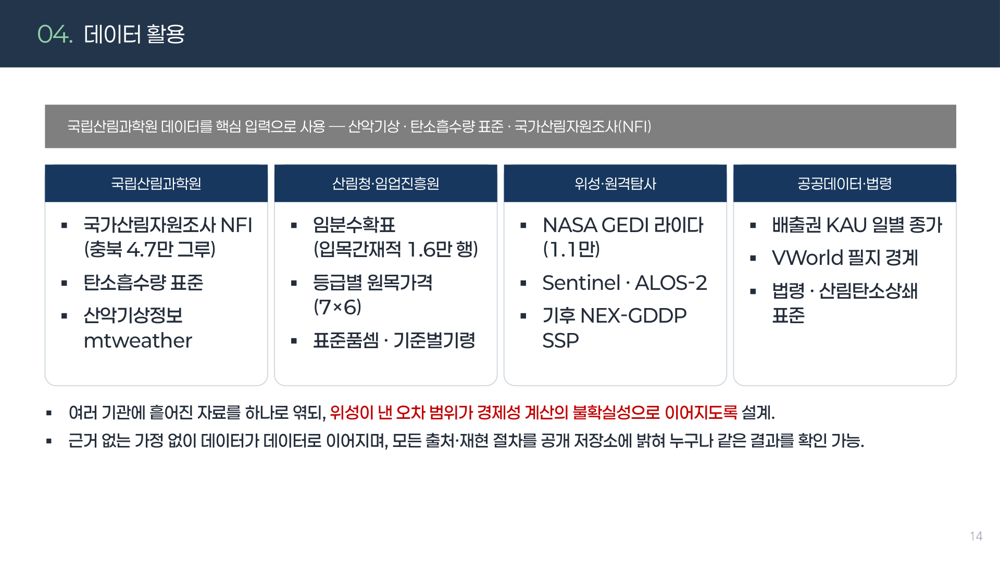 04. 데이터 활용
국립산림과학원 데이터를 핵심 입력으로 사용 — 산악기상 · 탄소흡수량 표준 · 국가산림자원조사(NFI)
국립산림과학원
▪ 국가산림자원조사 NFI
(충북 4.7만 그루)
▪ 탄소흡수량 표준
▪ 산악기상정보
mtweather
산림청·임업진흥원
▪ 임분수확표
(입목간재적 1.6만 행)
▪ 등급별 원목가격
(7×6)
▪ 표준품셈 · 기준벌기령
위성·원격탐사
▪ NASA GEDI 라이다
(1.1만)
▪ Sentinel · ALOS-2
▪ 기후 NEX-GDDP
SSP
공공데이터·법령
▪ 배출권 KAU 일별 종가
▪ VWorld 필지 경계
▪ 법령 · 산림탄소상쇄
표준
▪ 여러 기관에 흩어진 자료를 하나로 엮되, 위성이 낸 오차 범위가 경제성 계산의 불확실성으로 이어지도록 설계.
▪ 근거 없는 가정 없이 데이터가 데이터로 이어지며, 모든 출처·재현 절차를 공개 저장소에 밝혀 누구나 같은 결과를 확인 가능.
14